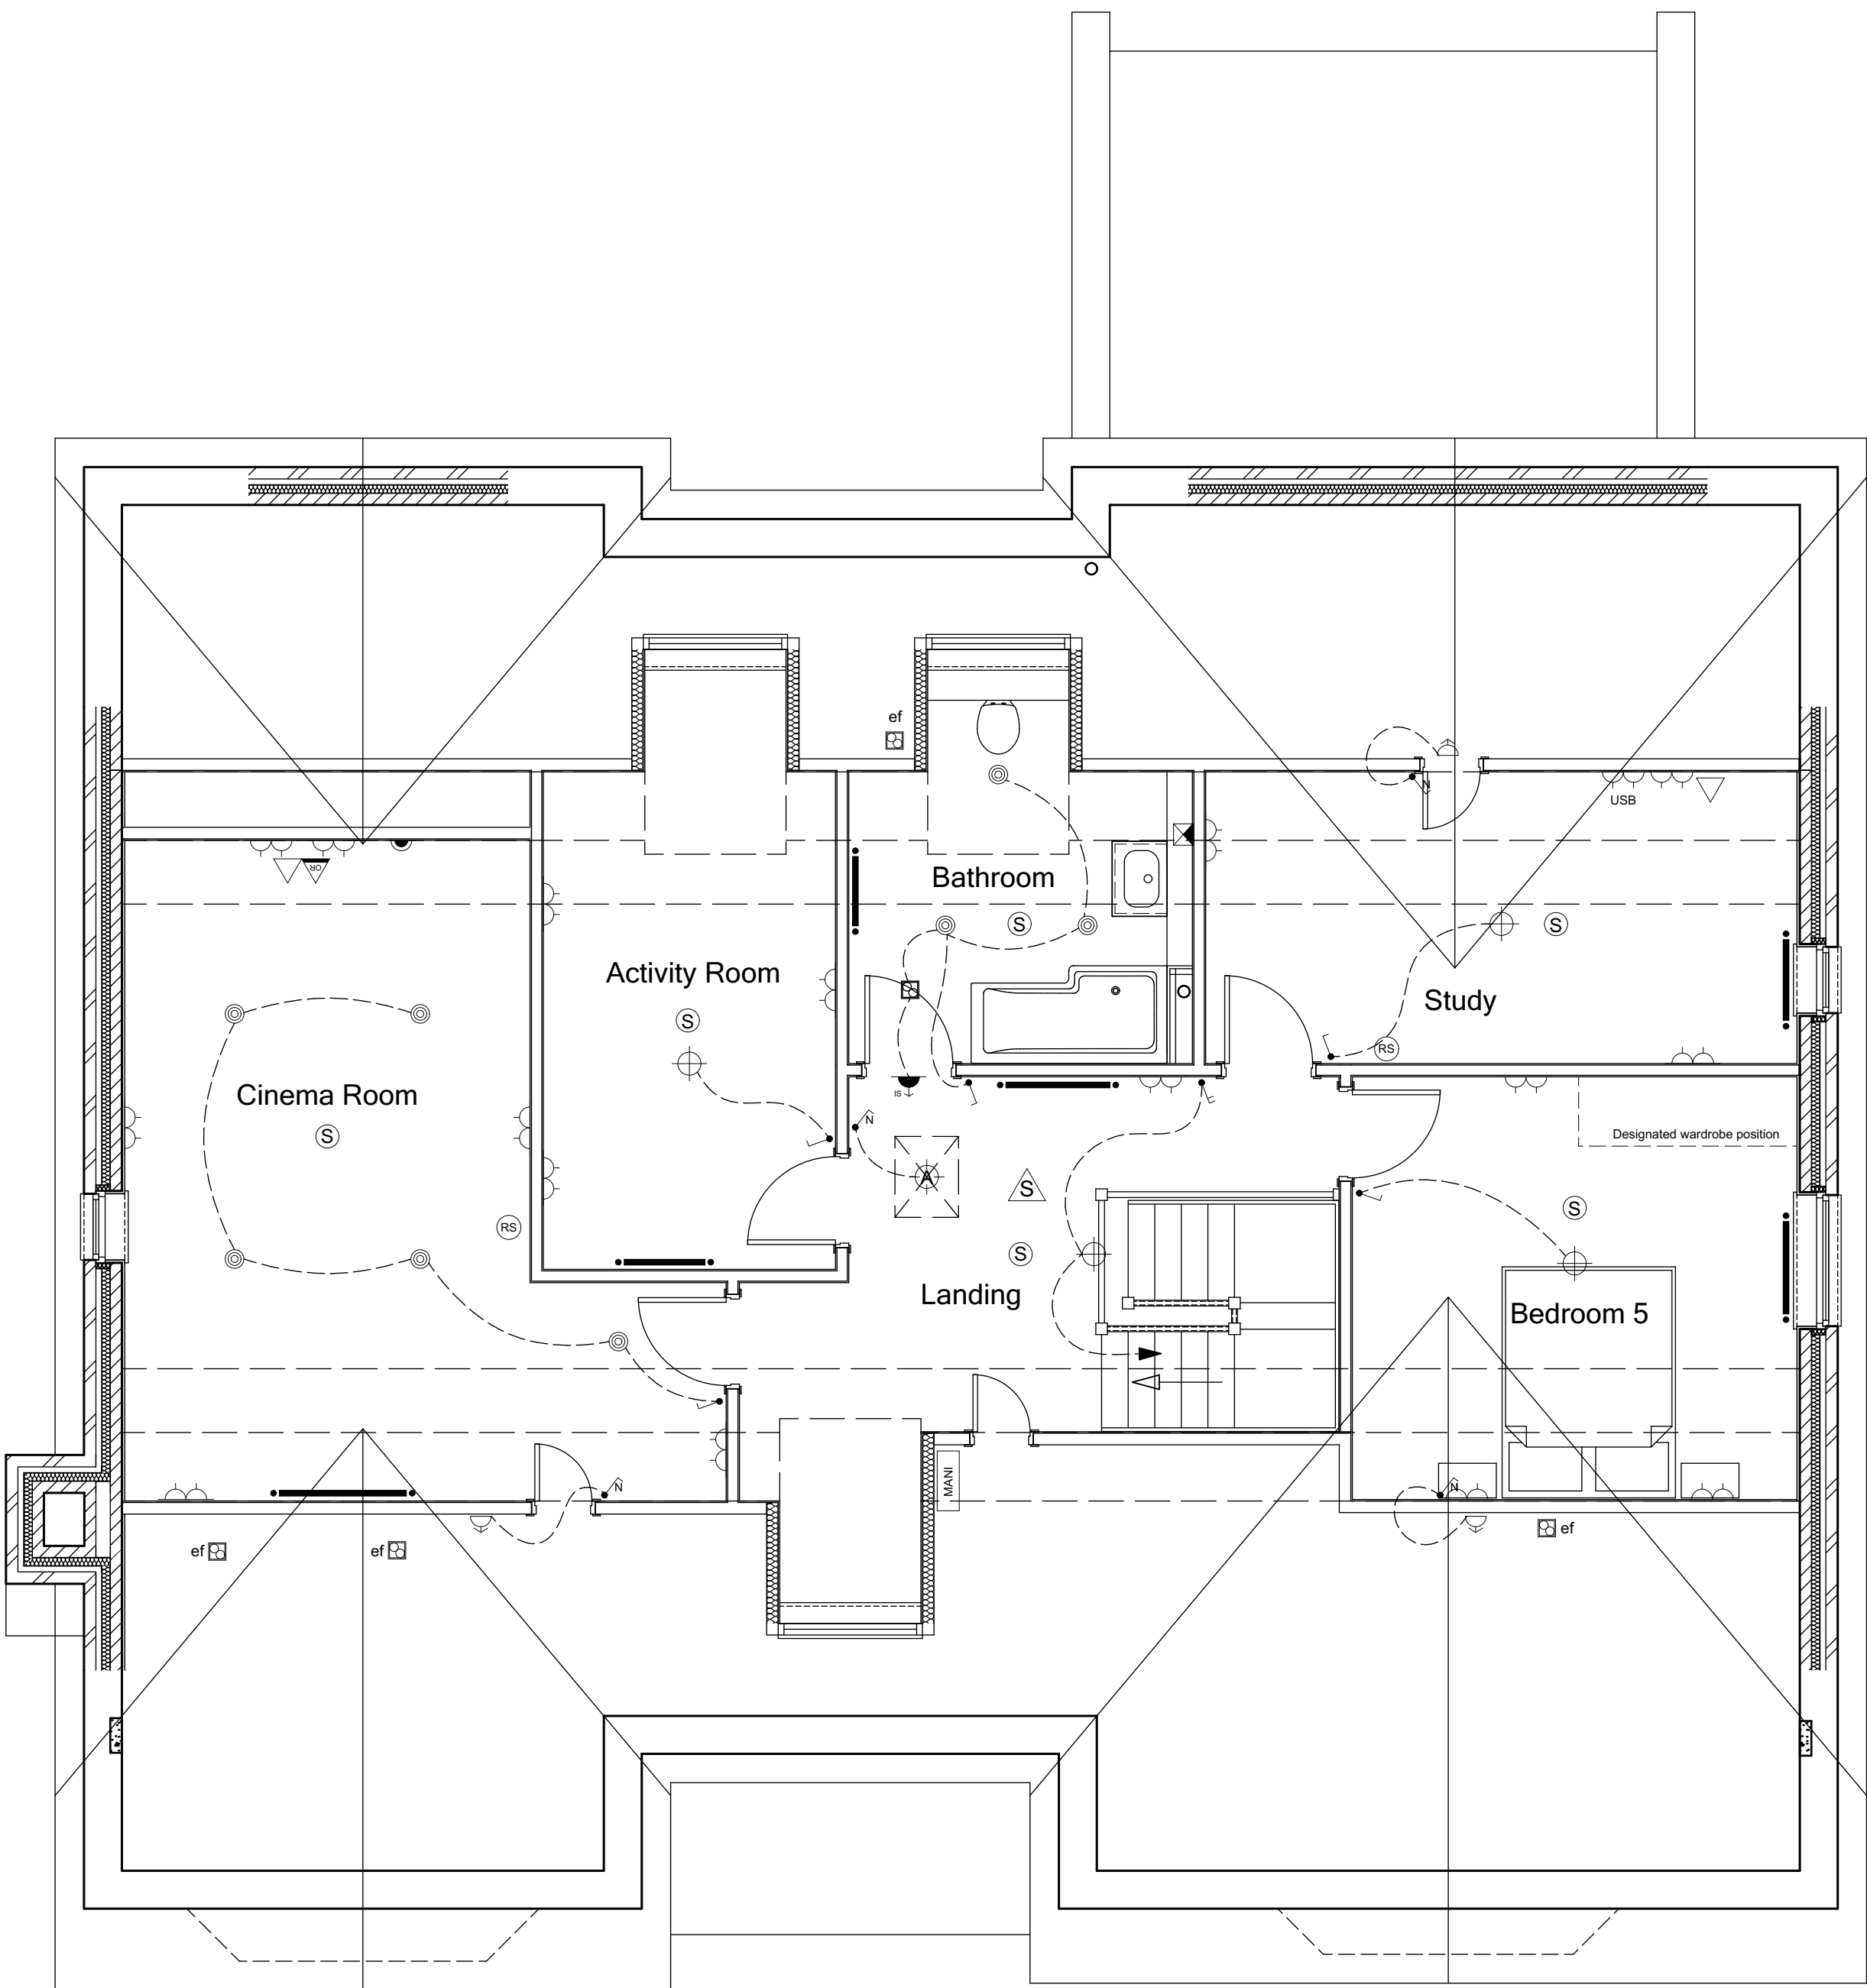 ef
N
USB
OR
Bathroom
S
S
Activity Room
Study
S
RS
Cinema Room
S
IS
N
Designated wardrobe position
A
S
S
RS
S
Landing
Bedroom 5
MANI
N
N
ef
ef
ef